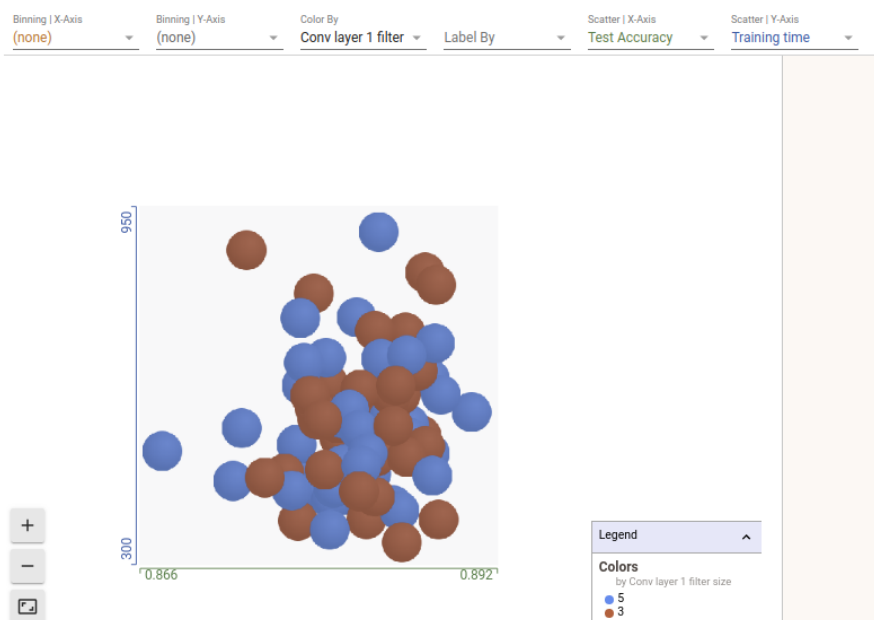 Binning | X-Axis
(none)
Binning | Y-Axis
(none)
Color By
Conv layer 1 filter
Label By
Scatter | X-Axis
Test Accuracy
Scatter | Y-Axis
Training time
950
300
0.866
0.892
Legend
Colors
by Conv layer 1 filter size
5
3